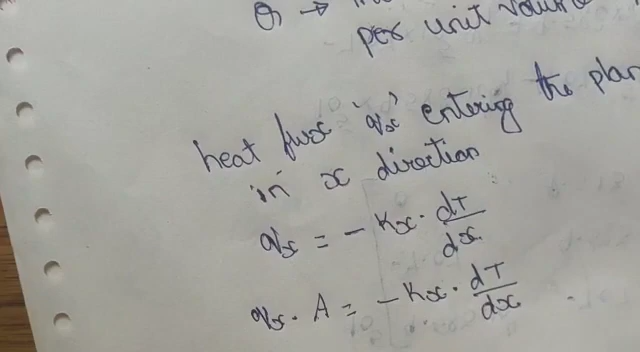 Q →
per unit volume
heat flux 'qx' entering the plan
in x direction
qx = - Kx · dT/dx
qx · A = - Kx · dT/dx